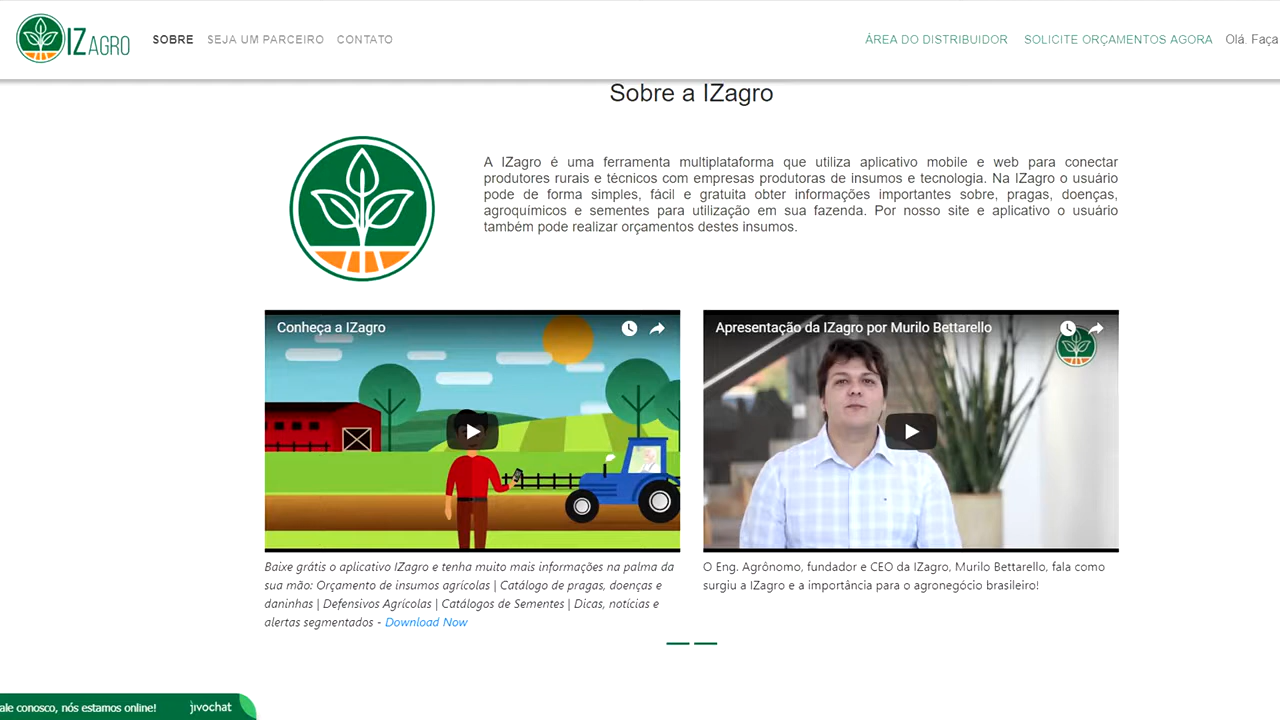 IZAGRO
SOBRE
SEJA UM PARCEIRO
CONTATO
ÁREA DO DISTRIBUIDOR
SOLICITE ORÇAMENTOS AGORA
Olá. Faça
Sobre a IZagro
A IZagro é uma ferramenta multiplataforma que utiliza aplicativo mobile e web para conectar
produtores rurais e técnicos com empresas produtoras de insumos e tecnologia. Na IZagro o usuário
pode de forma simples, fácil e gratuita obter informações importantes sobre, pragas, doenças,
agroquímicos e sementes para utilização em sua fazenda. Por nosso site e aplicativo o usuário
também pode realizar orçamentos destes insumos.
Conheça a IZagro
Apresentação da IZagro por Murilo Bettarello
Baixe grátis o aplicativo IZagro e tenha muito mais informações na palma da
sua mão: Orçamento de insumos agrícolas | Catálogo de pragas, doenças e
daninhas | Defensivos Agrícolas | Catálogos de Sementes | Dicas, notícias e
alertas segmentados - Download Now
O Eng. Agrônomo, fundador e CEO da IZagro, Murilo Bettarello, fala como
surgiu a IZagro e a importância para o agronegócio brasileiro!
ale conosco, nós estamos online!
jivochat